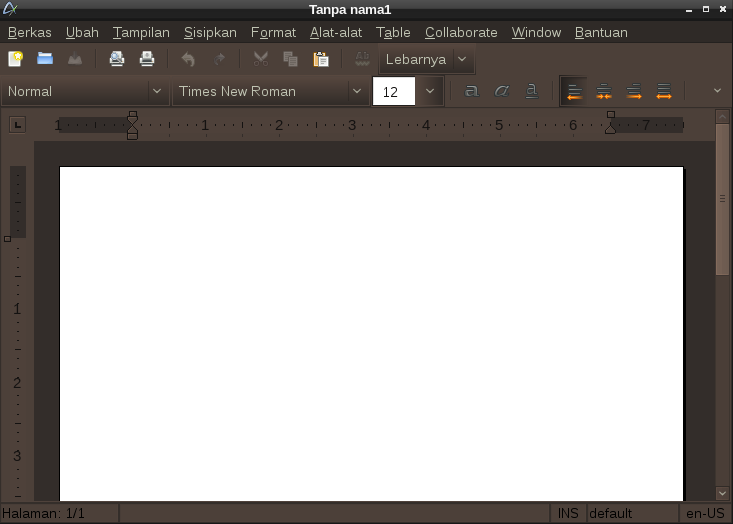 Tanpa nama1
Berkas Ubah Tampilan Sisipkan Format Alat-alat Table Collaborate Window Bantuan
Lebarnya
Normal Times New Roman 12 a a a
1 1 2 3 4 5 6 7
1
2
3
Halaman: 1/1 INS default en-US